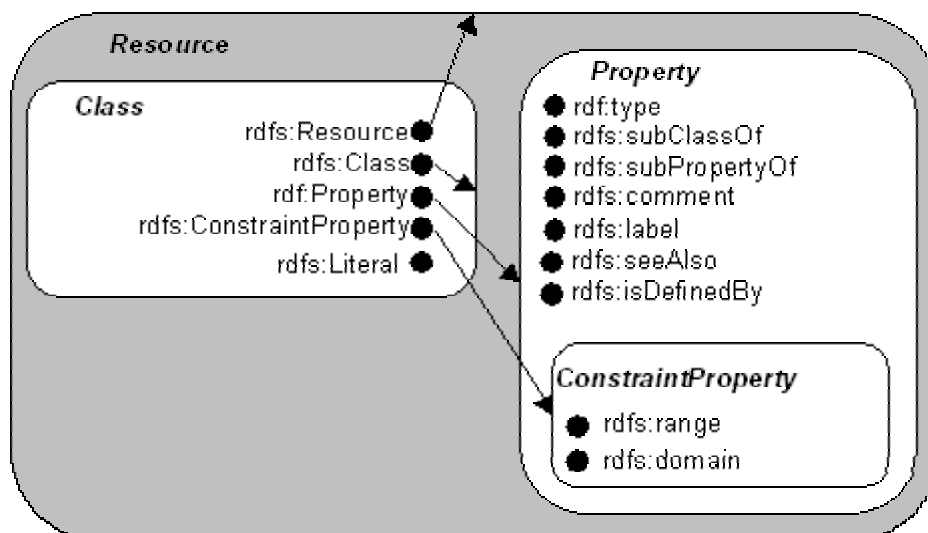 Resource
Class
rdfs:Resource
rdfs:Class
rdf:Property
rdfs:ConstraintProperty
rdfs:Literal
Property
rdf:type
rdfs:subClassOf
rdfs:subPropertyOf
rdfs:comment
rdfs:label
rdfs:seeAlso
rdfs:isDefinedBy
ConstraintProperty
rdfs:range
rdfs:domain